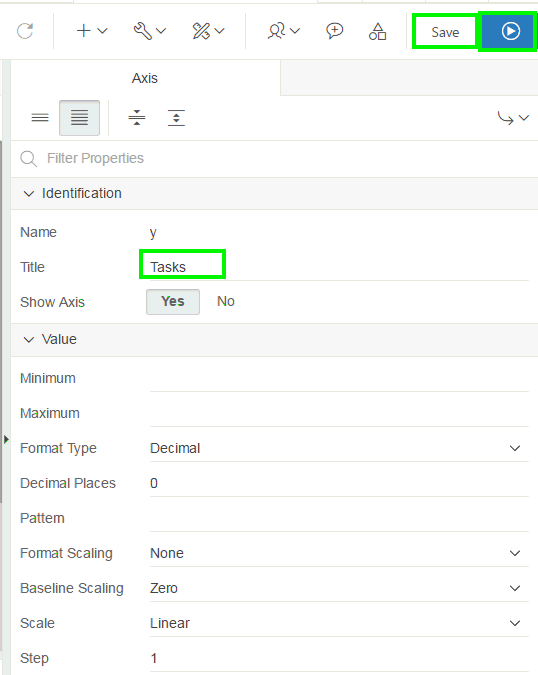 Save
Axis
Filter Properties
Identification
Name y
Title Tasks
Show Axis Yes No
Value
Minimum
Maximum
Format Type Decimal
Decimal Places 0
Pattern
Format Scaling None
Baseline Scaling Zero
Scale Linear
Step 1